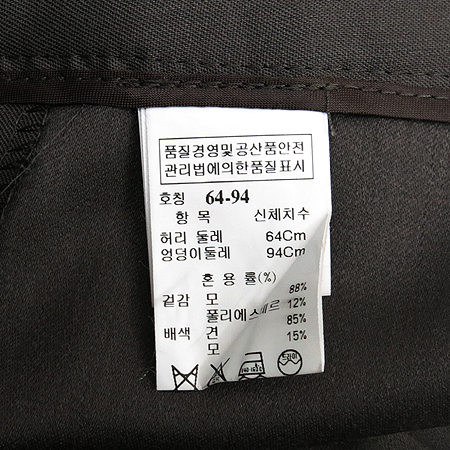 품질경영및공산품안전
관리법에의한품질표시
호칭 64-94
항 목 신체치수
허리 둘레 64Cm
엉덩이둘레 94Cm
혼 용 률(%)
겉감 모 88%
폴리에스테르 12%
배색 견 85%
모 15%
드라이